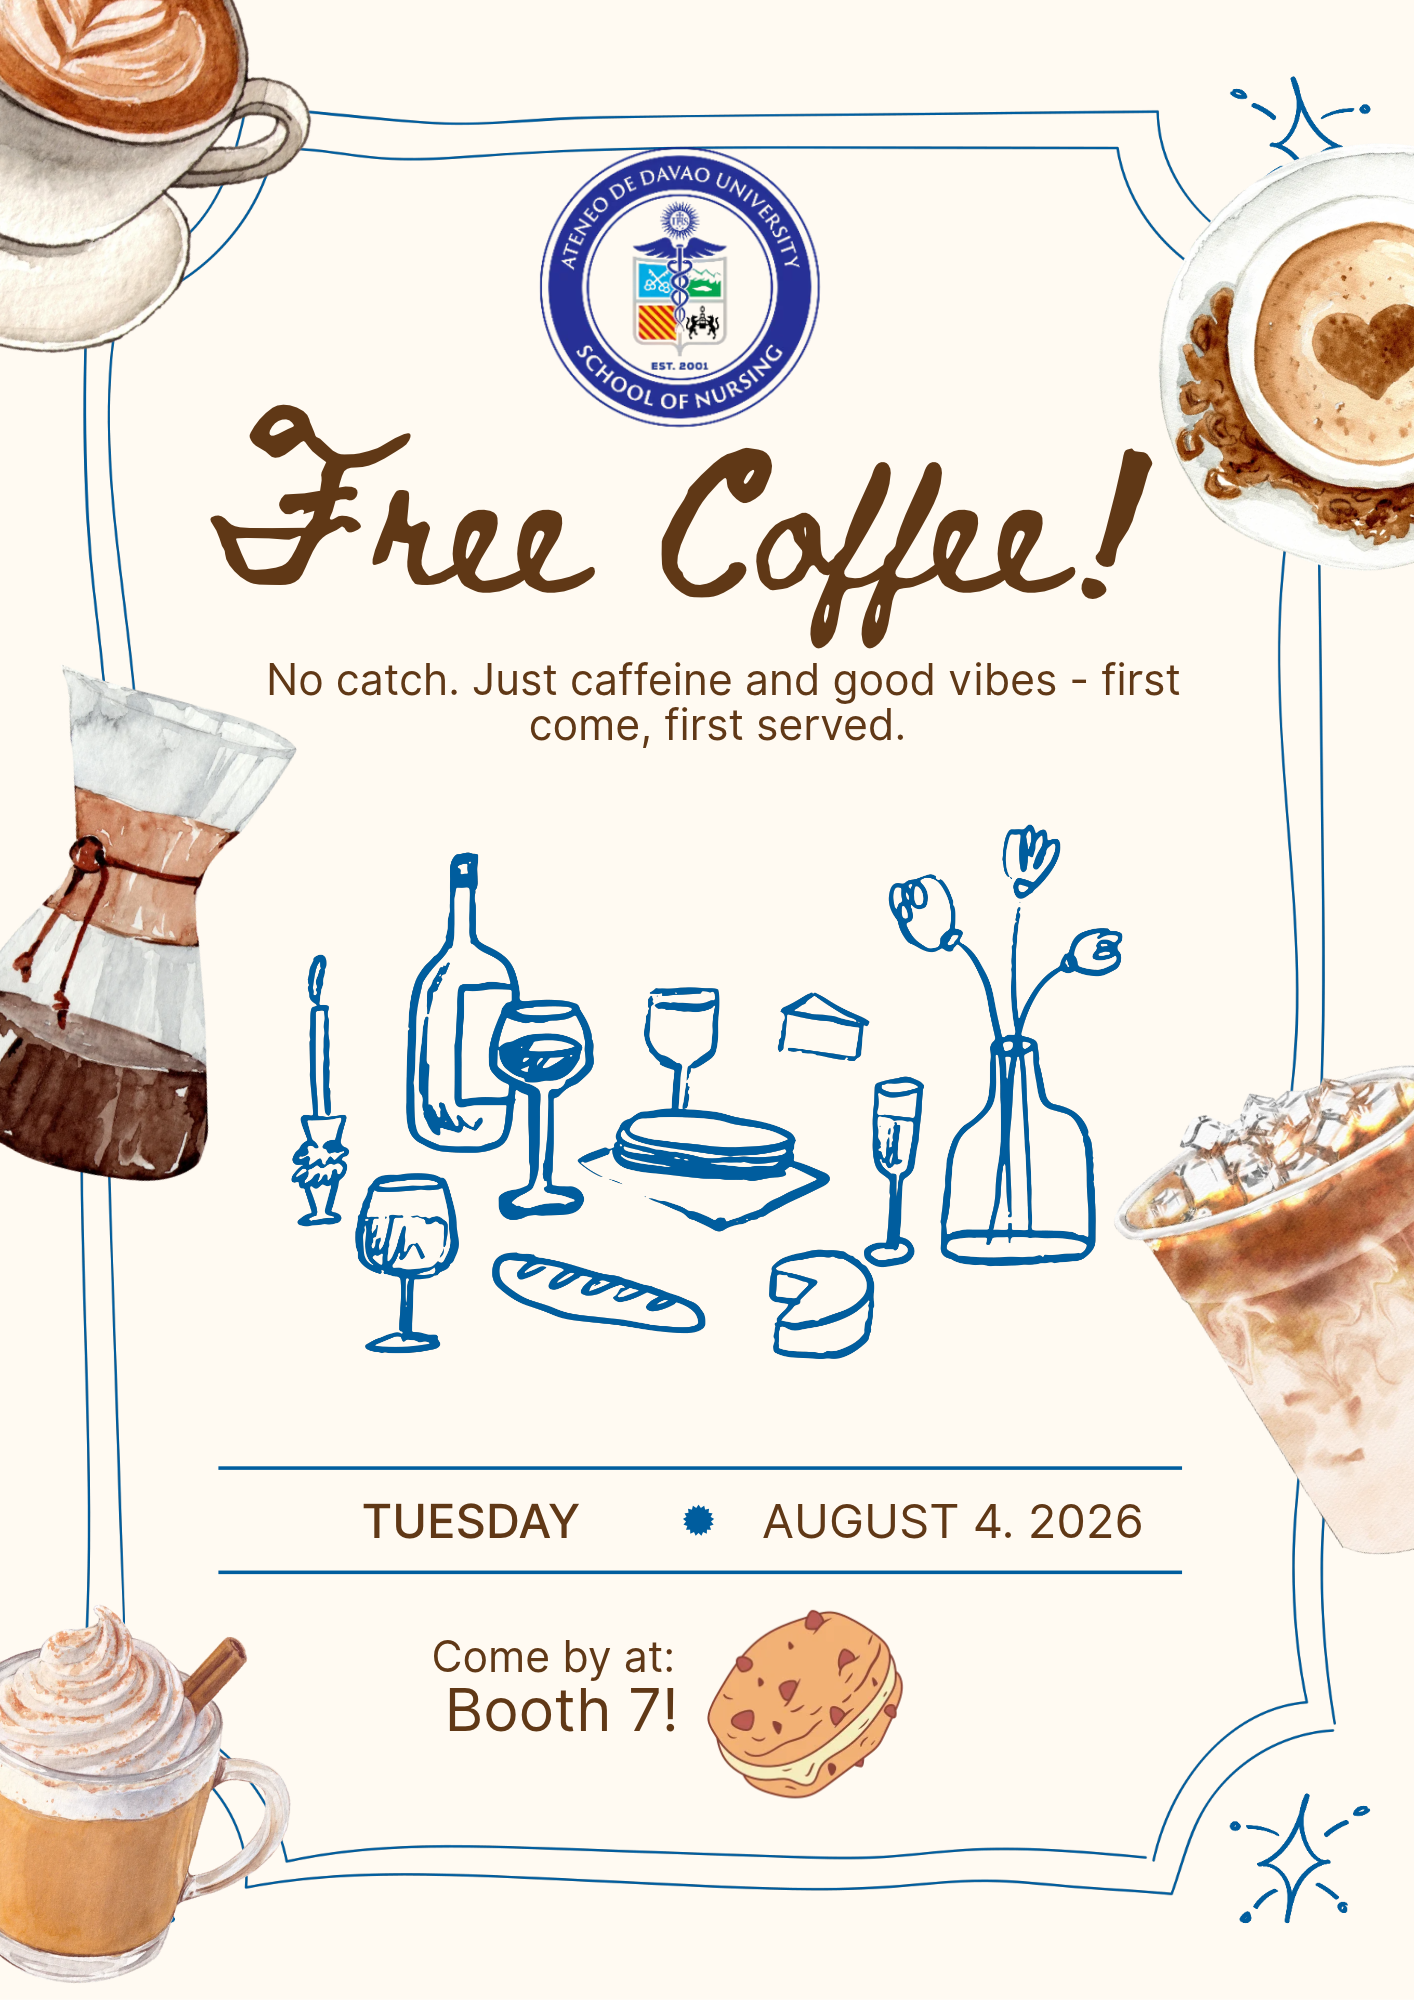 ATENEO DE DAVAO UNIVERSITY
IHS
EST. 2001
SCHOOL OF NURSING
Free Coffee!
No catch. Just caffeine and good vibes - first
come, first served.
TUESDAY AUGUST 4. 2026
Come by at:
Booth 7!